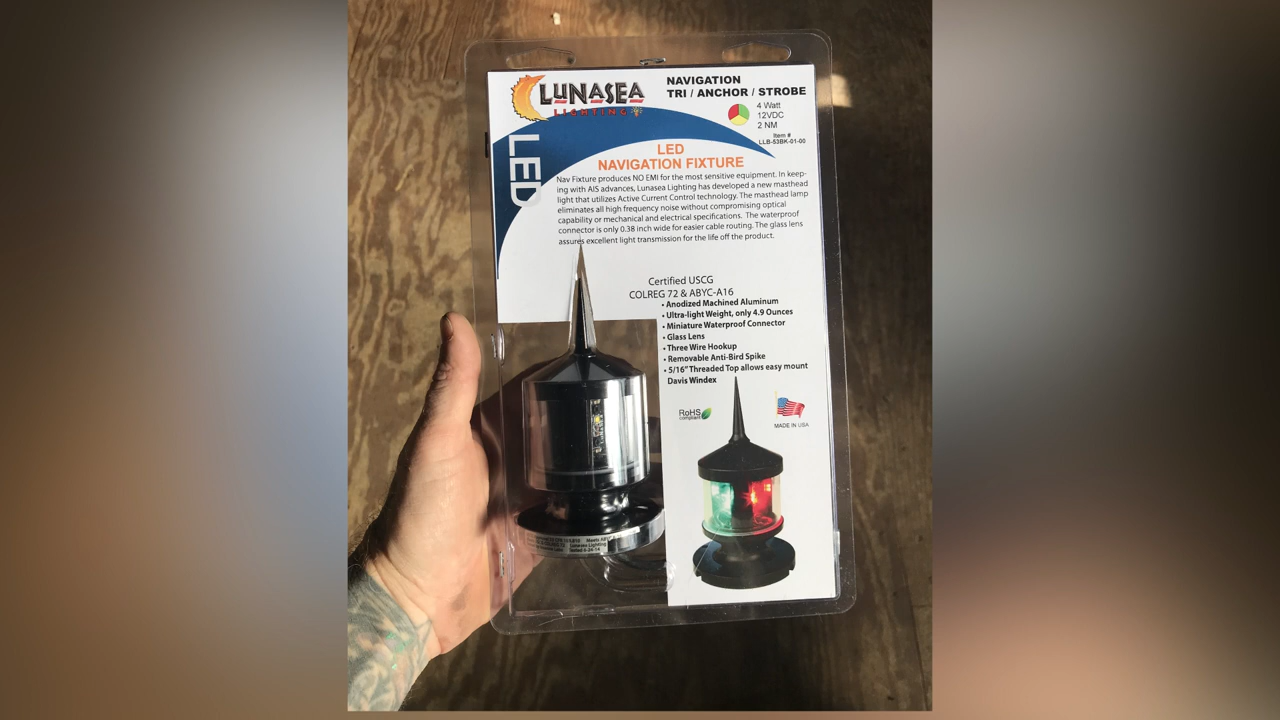 LUNASEA
LIGHTING
NAVIGATION
TRI / ANCHOR / STROBE
4 Watt
12VDC
2 NM
Item #
LLB-53BK-01-00
LED
LED
NAVIGATION FIXTURE
Nav Fixture produces NO EMI for the most sensitive equipment. In keep-
ing with AIS advances, Lunasea Lighting has developed a new masthead
light that utilizes Active Current Control technology. The masthead lamp
eliminates all high frequency noise without compromising optical
capability or mechanical and electrical specifications. The waterproof
connector is only 0.38 inch wide for easier cable routing. The glass lens
assures excellent light transmission for the life off the product.
Certified USCG
COLREG 72 & ABYC-A16
• Anodized Machined Aluminum
• Ultra-light Weight, only 4.9 Ounces
• Miniature Waterproof Connector
• Glass Lens
• Three Wire Hookup
• Removable Anti-Bird Spike
• 5/16" Threaded Top allows easy mount
Davis Windex
RoHS
compliant
MADE IN USA
Meets ABYC
Lunasea Lighting